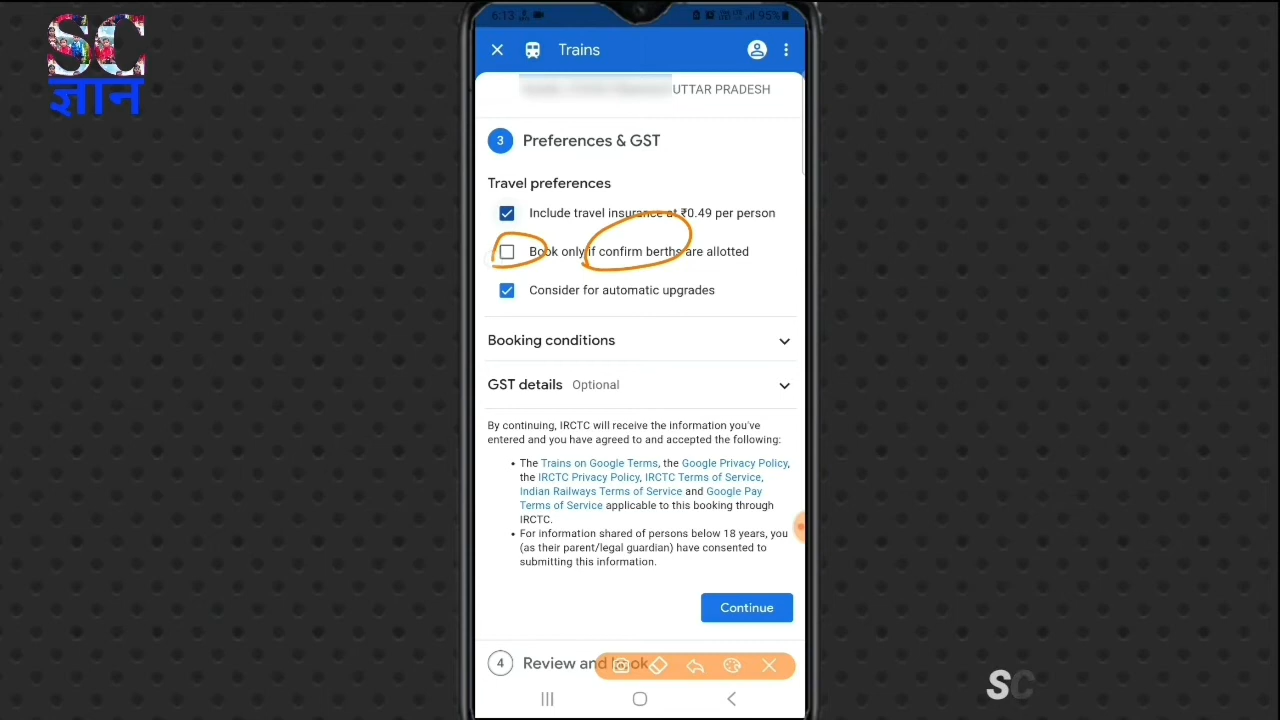 SC
ज्ञान
6:13
95%
Trains
UTTAR PRADESH
3 Preferences & GST
Travel preferences
Include travel insurance at ₹0.49 per person
Book only if confirm berths are allotted
Consider for automatic upgrades
Booking conditions
GST details Optional
By continuing, IRCTC will receive the information you've
entered and you have agreed to and accepted the following:
• The Trains on Google Terms, the Google Privacy Policy,
the IRCTC Privacy Policy, IRCTC Terms of Service,
Indian Railways Terms of Service and Google Pay
Terms of Service applicable to this booking through
IRCTC.
• For information shared of persons below 18 years, you
(as their parent/legal guardian) have consented to
submitting this information.
Continue
4 Review and book
SC